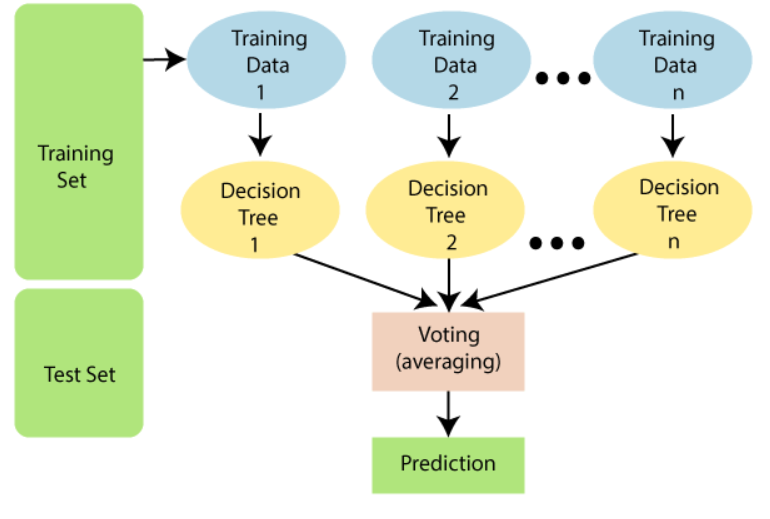 Training
Set
Training
Data
1
Training
Data
2
Training
Data
n
Decision
Tree
1
Decision
Tree
2
Decision
Tree
n
Test Set
Voting
(averaging)
Prediction